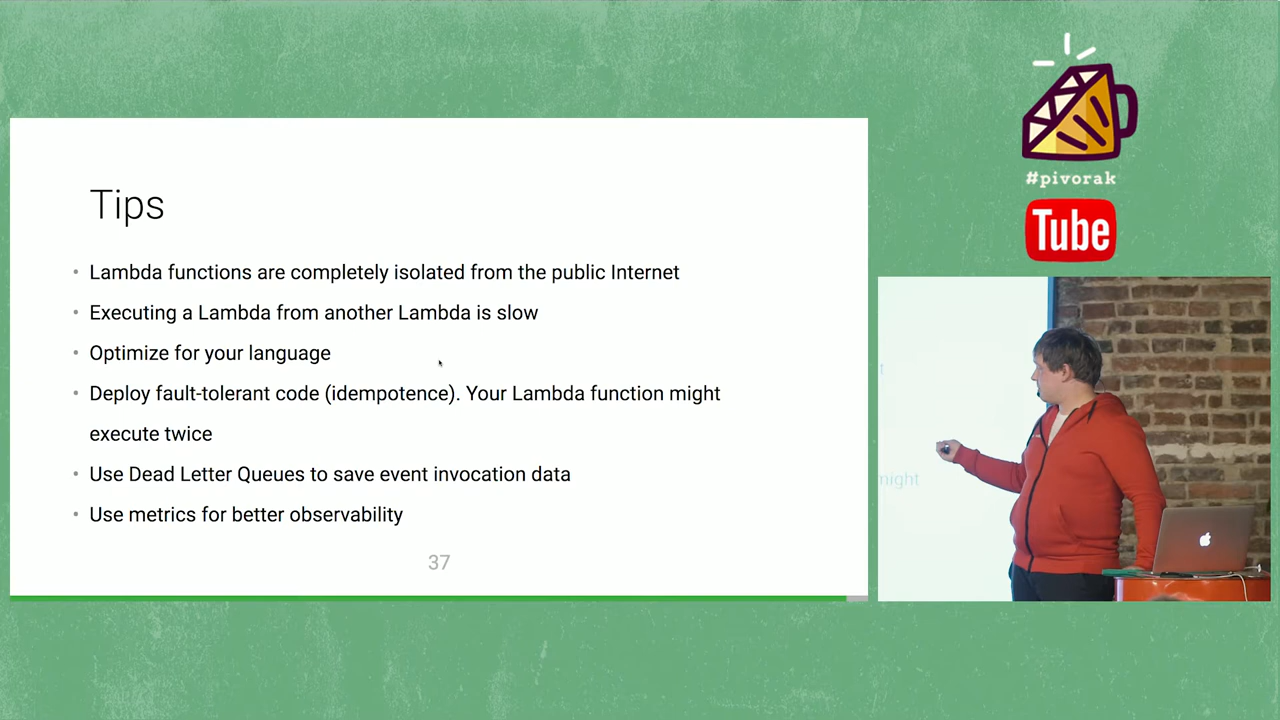 Tips
• Lambda functions are completely isolated from the public Internet
• Executing a Lambda from another Lambda is slow
• Optimize for your language
• Deploy fault-tolerant code (idempotence). Your Lambda function might
execute twice
• Use Dead Letter Queues to save event invocation data
• Use metrics for better observability
37
#pivorak
Tube
might